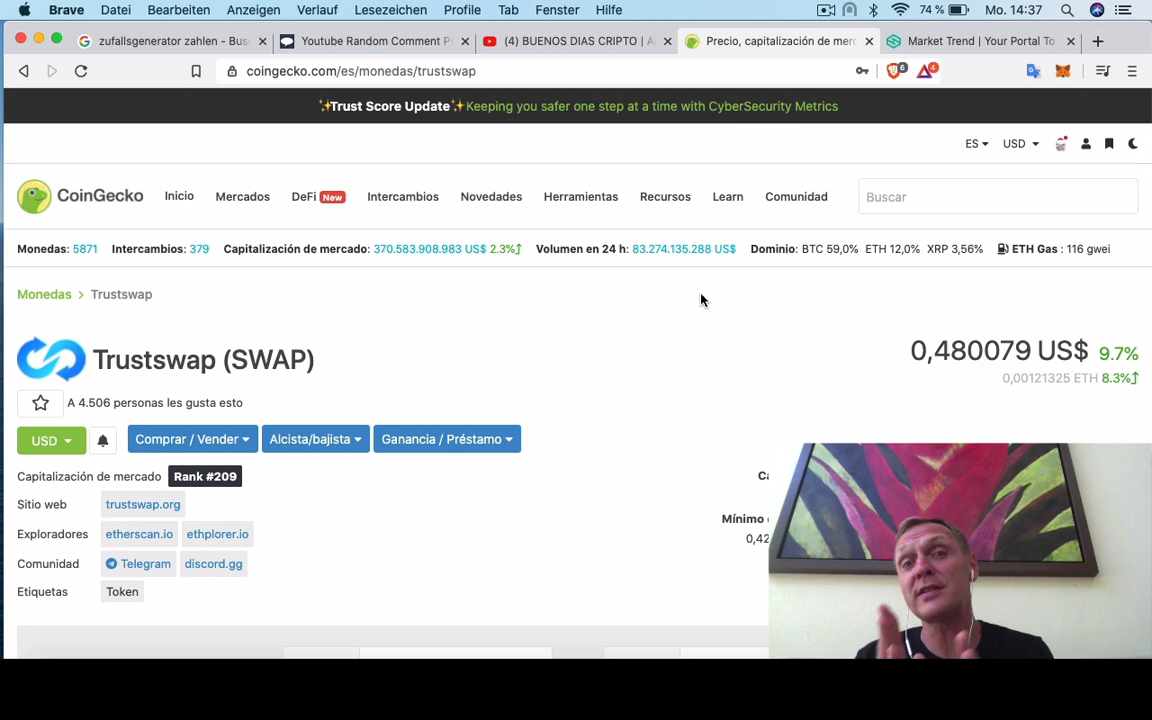 Brave Datei Bearbeiten Anzeigen Verlauf Lesezeichen Profile Tab Fenster Hilfe 74 % Mo. 14:37
zufallsgenerator zahlen - Bus Youtube Random Comment (4) BUENOS DIAS CRIPTO | Precio, capitalización de mer Market Trend | Your Portal To
coingecko.com/es/monedas/trustswap 6 4
✨Trust Score Update✨Keeping you safer one step at a time with CyberSecurity Metrics
ES USD
CoinGecko Inicio Mercados DeFi New Intercambios Novedades Herramientas Recursos Learn Comunidad Buscar
Monedas: 5871 Intercambios: 379 Capitalización de mercado: 370.583.908.983 US$ 2.3% Volumen en 24 h: 83.274.135.288 US$ Dominio: BTC 59,0% ETH 12,0% XRP 3,56% ETH Gas : 116 gwei
Monedas > Trustswap
Trustswap (SWAP) 0,480079 US$ 9.7%
0,00121325 ETH 8.3%
A 4.506 personas les gusta esto
USD Comprar / Vender Alcista/bajista Ganancia / Préstamo
Capitalización de mercado Rank #209
Sitio web trustswap.org
Mínimo
Exploradores etherscan.io ethplorer.io
0,42
Comunidad Telegram discord.gg
Etiquetas Token